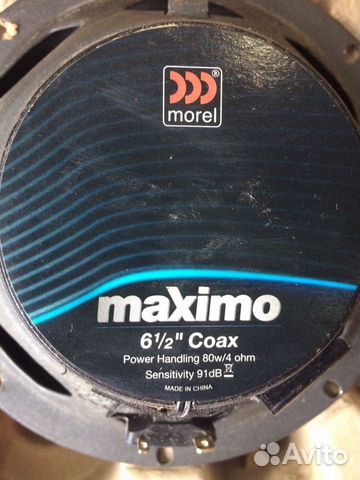 ®
morel
maximo
6½" Coax
Power Handling 80w/4 ohm
Sensitivity 91dB
MADE IN CHINA
Avito